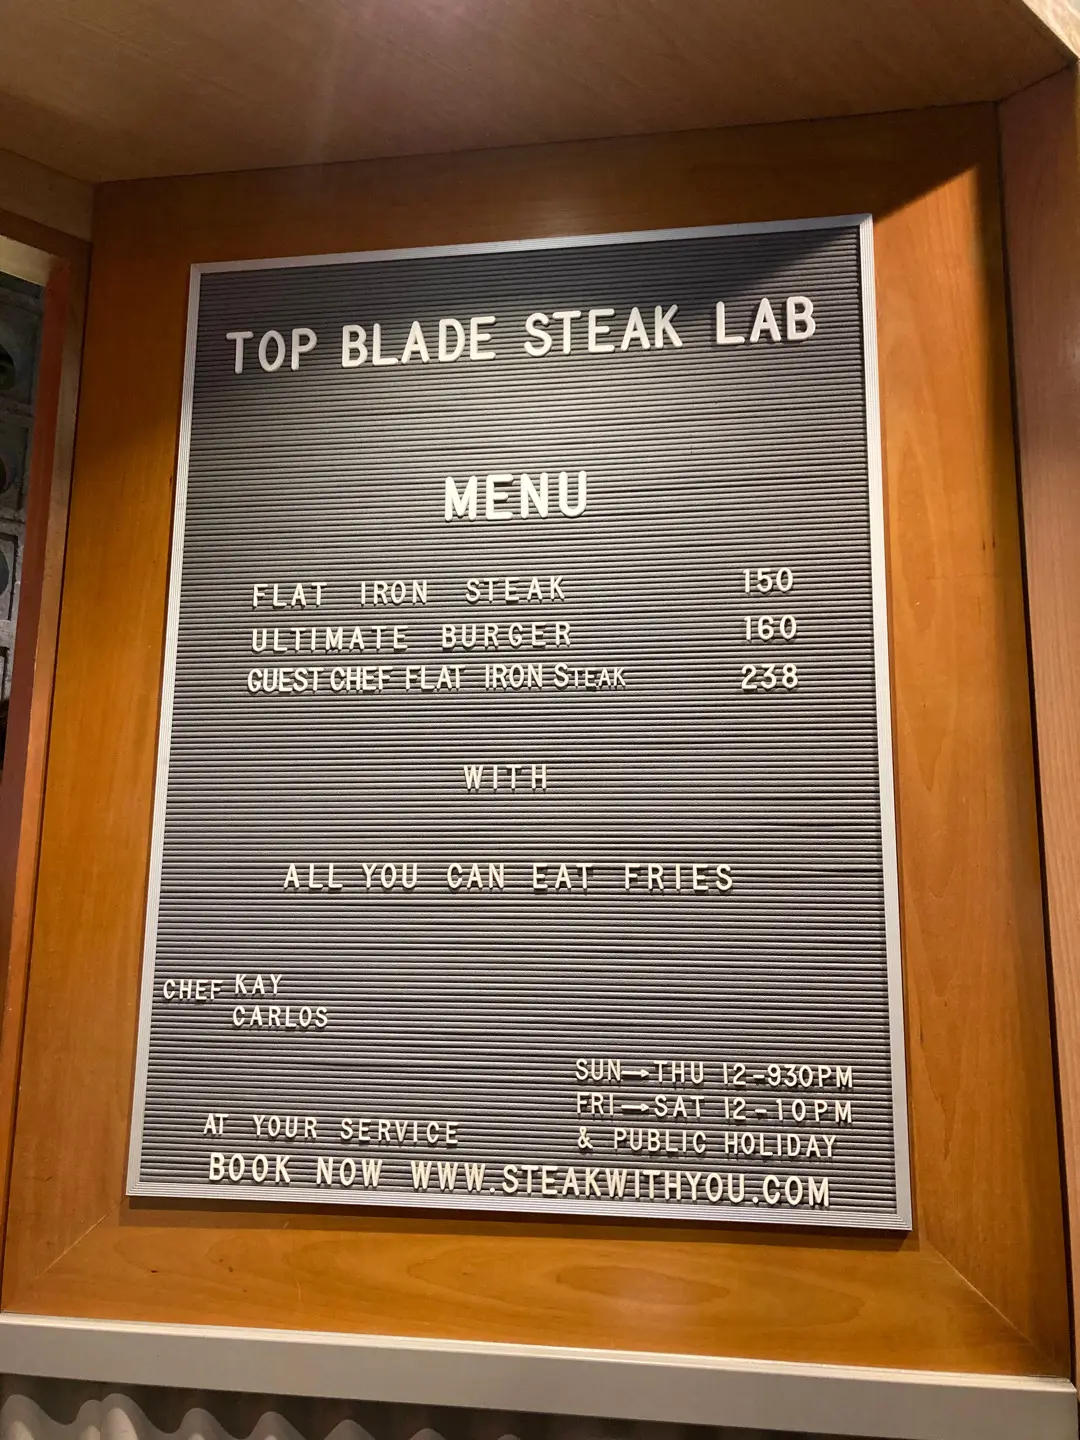 TOP BLADE STEAK LAB
MENU
FLAT IRON STEAK 150
ULTIMATE BURGER 160
GUEST CHEF FLAT IRON STEAK 238
WITH
ALL YOU CAN EAT FRIES
CHEF KAY
CARLOS
SUN→THU 12-930PM
FRI→SAT 12-10PM
& PUBLIC HOLIDAY
AT YOUR SERVICE
BOOK NOW WWW.STEAKWITHYOU.COM